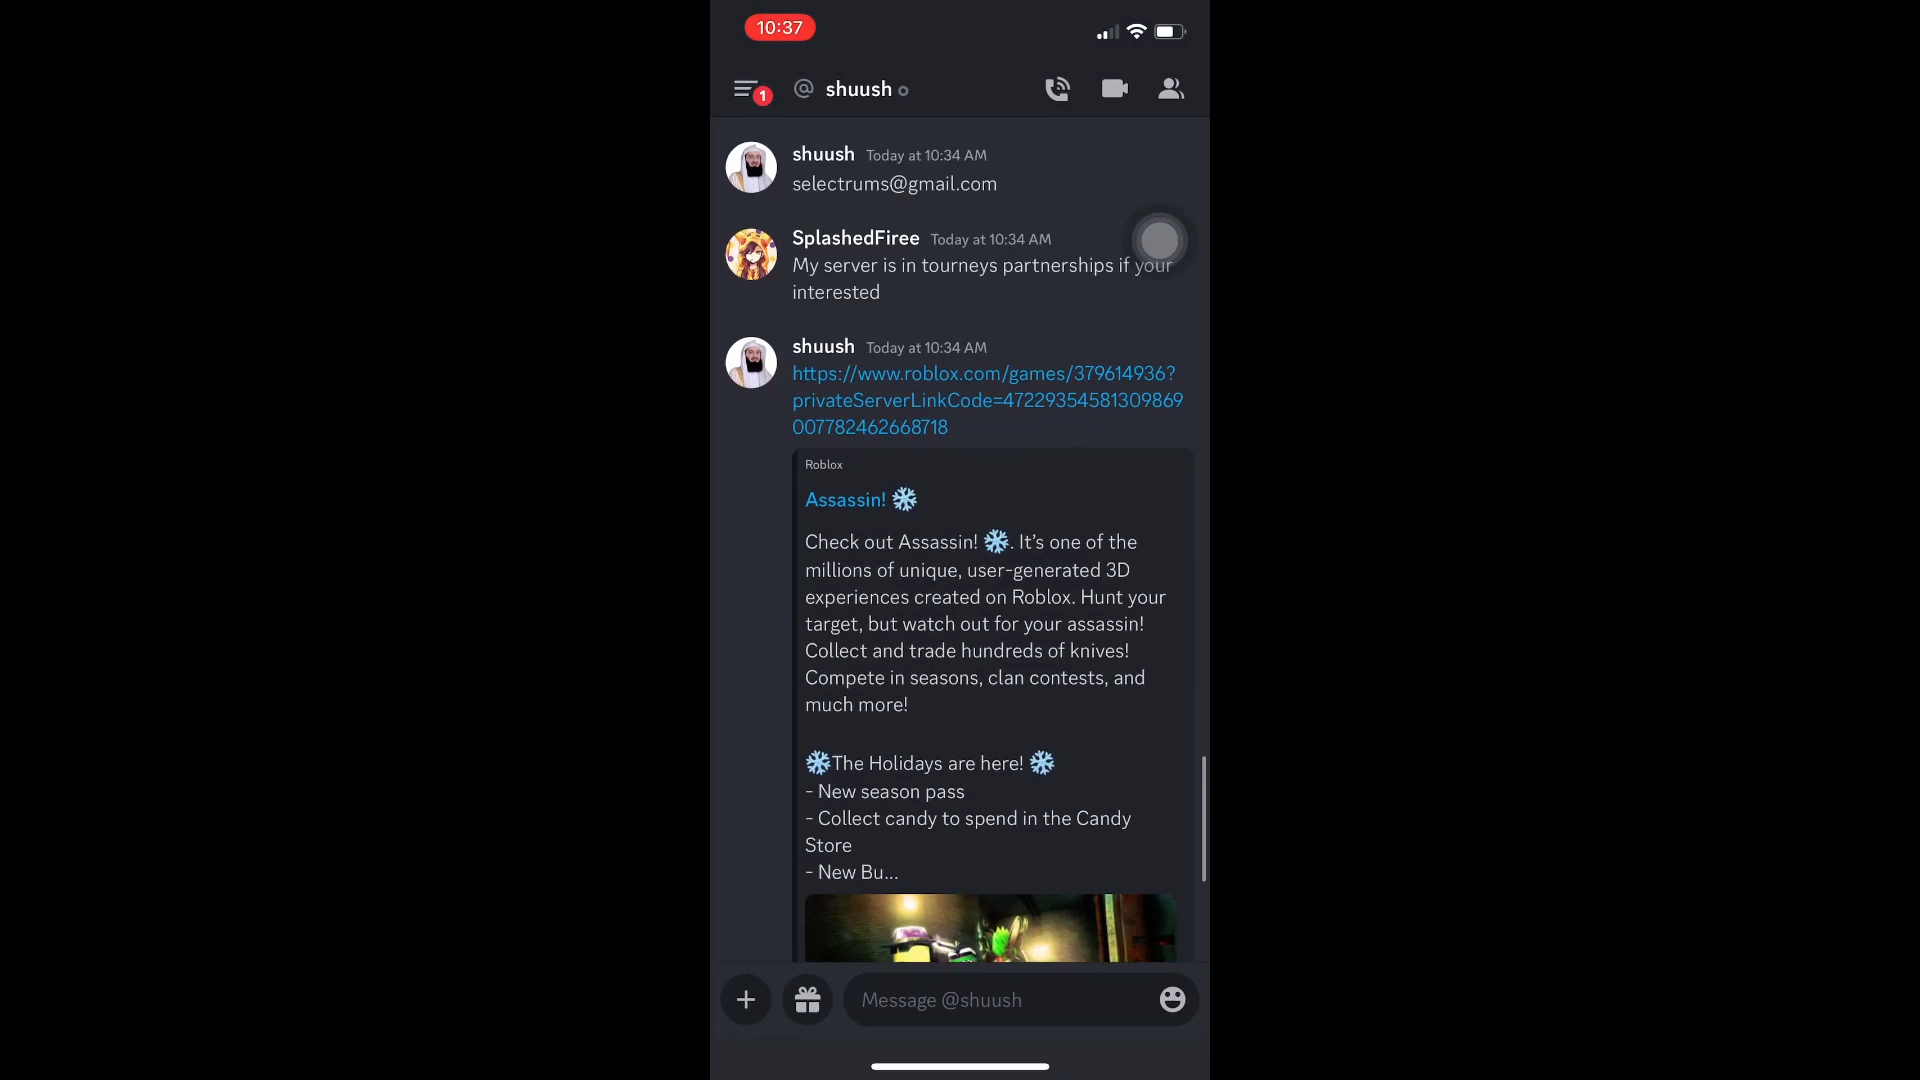 10:37
1
@ shuush
shuush Today at 10:34 AM
selectrums@gmail.com
SplashedFiree Today at 10:34 AM
My server is in tourneys partnerships if your
interested
shuush Today at 10:34 AM
https://www.roblox.com/games/379614936?
privateServerLinkCode=47229354581309869
007782462668718
Roblox
Assassin! ❄️
Check out Assassin! ❄️. It’s one of the
millions of unique, user-generated 3D
experiences created on Roblox. Hunt your
target, but watch out for your assassin!
Collect and trade hundreds of knives!
Compete in seasons, clan contests, and
much more!
❄️The Holidays are here! ❄️
- New season pass
- Collect candy to spend in the Candy
Store
- New Bu...
Message @shuush